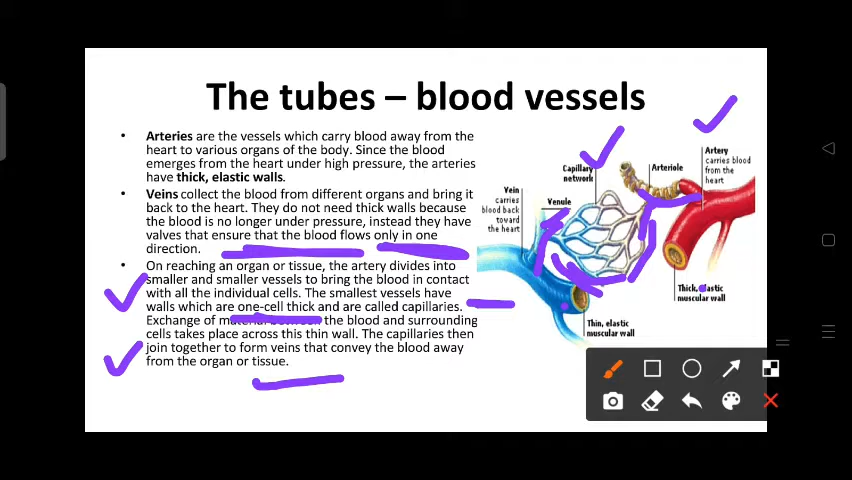 The tubes – blood vessels
• Arteries are the vessels which carry blood away from the
heart to various organs of the body. Since the blood
emerges from the heart under high pressure, the arteries
have thick, elastic walls.
• Veins collect the blood from different organs and bring it
back to the heart. They do not need thick walls because
the blood is no longer under pressure, instead they have
valves that ensure that the blood flows only in one
direction.
• On reaching an organ or tissue, the artery divides into
smaller and smaller vessels to bring the blood in contact
with all the individual cells. The smallest vessels have
walls which are one-cell thick and are called capillaries.
Exchange of material between the blood and surrounding
cells takes place across this thin wall. The capillaries then
join together to form veins that convey the blood away
from the organ or tissue.
Artery
carries blood
from the
heart
Capillary
network
Arteriole
Vein
carries
blood back
toward the
heart
Venule
Thick, elastic
muscular wall
Thin, elastic
muscular wall